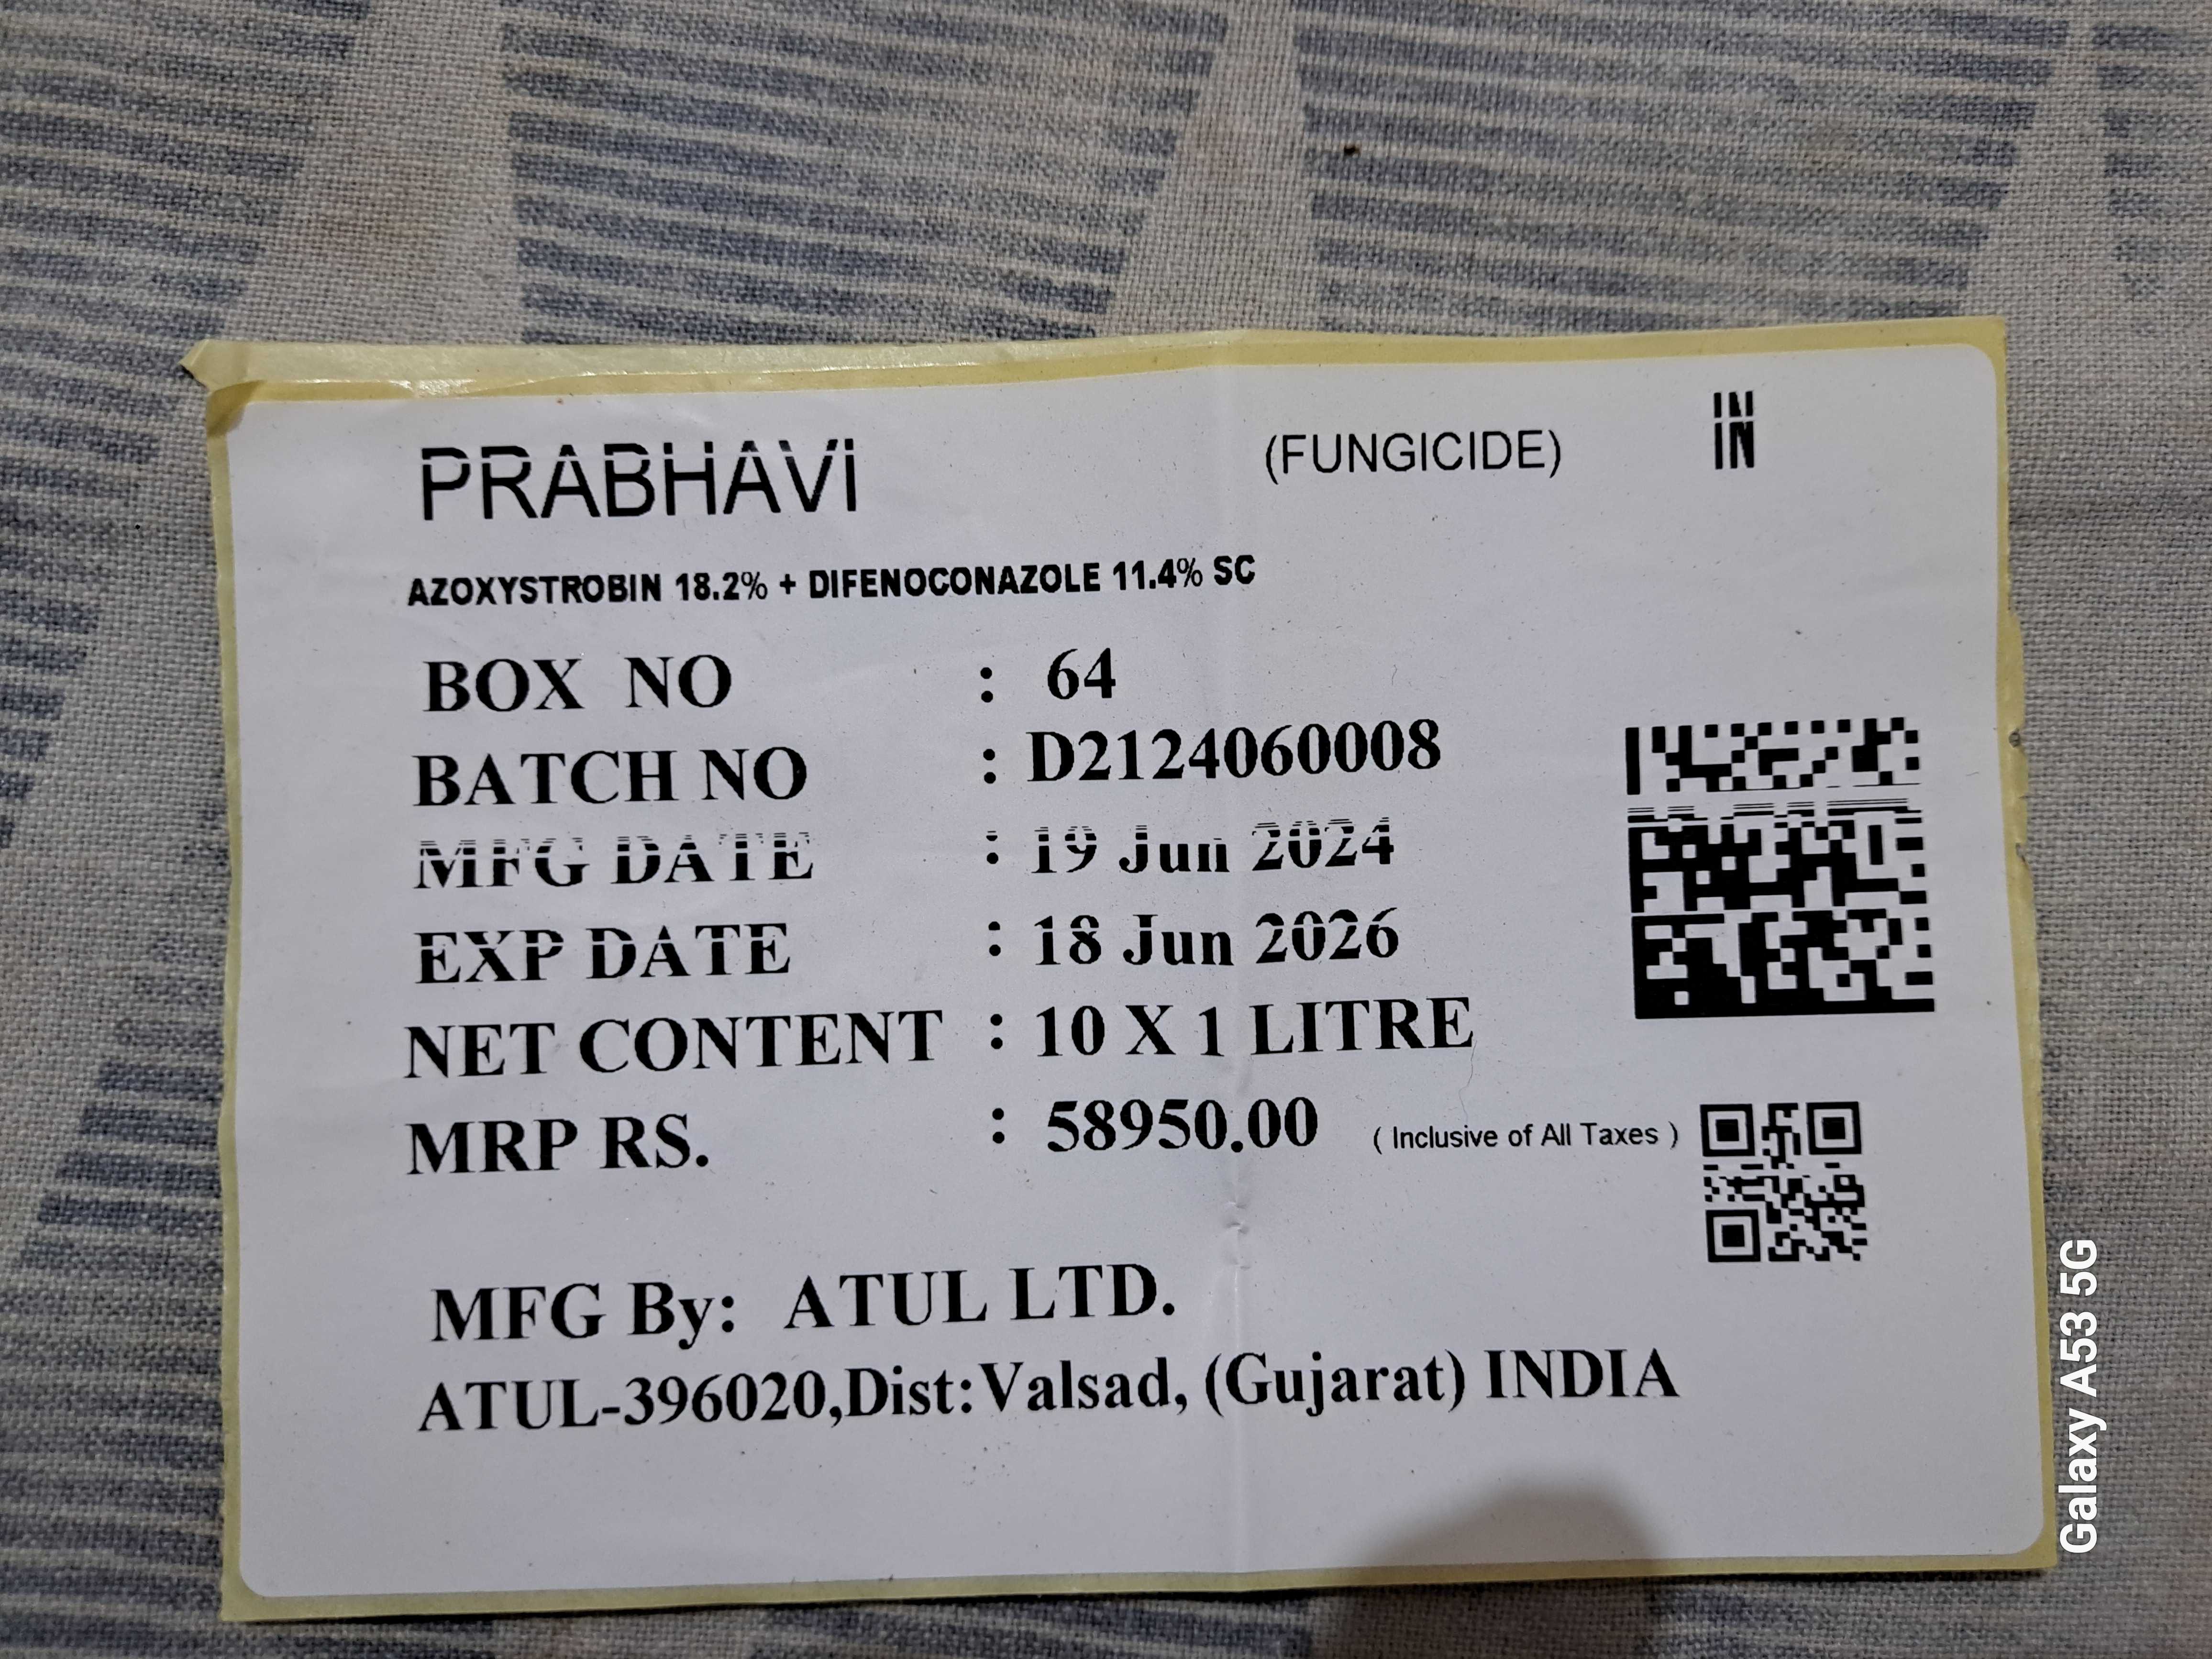 PRABHAVI (FUNGICIDE) IN
IN
AZOXYSTROBIN 18.2% + DIFENOCONAZOLE 11.4% SC
BOX NO : 64
BATCH NO : D2124060008
MFG DATE : 19 Jun 2024
EXP DATE : 18 Jun 2026
NET CONTENT : 10 X 1 LITRE
MRP RS. : 58950.00 ( Inclusive of All Taxes )
MFG By: ATUL LTD.
ATUL-396020,Dist:Valsad, (Gujarat) INDIA
Galaxy A53 5G